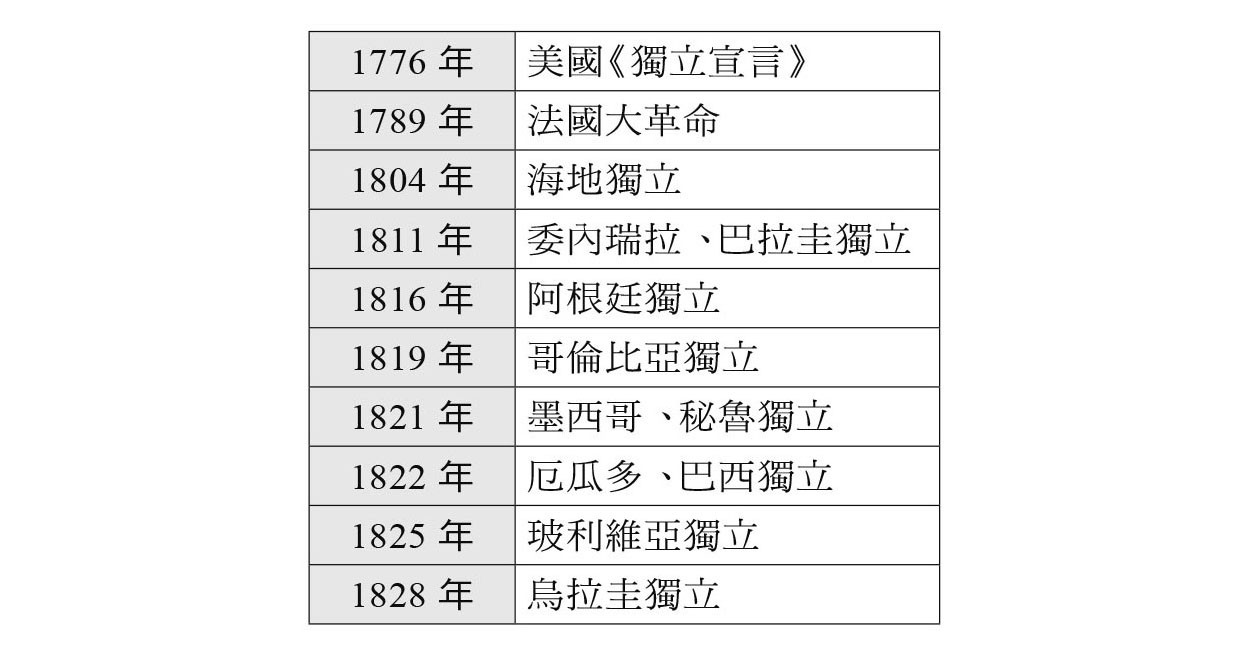 1776 年 美國《獨立宣言》
1789 年 法國大革命
1804 年 海地獨立
1811 年 委內瑞拉、巴拉圭獨立
1816 年 阿根廷獨立
1819 年 哥倫比亞獨立
1821 年 墨西哥、秘魯獨立
1822 年 厄瓜多、巴西獨立
1825 年 玻利維亞獨立
1828 年 烏拉圭獨立